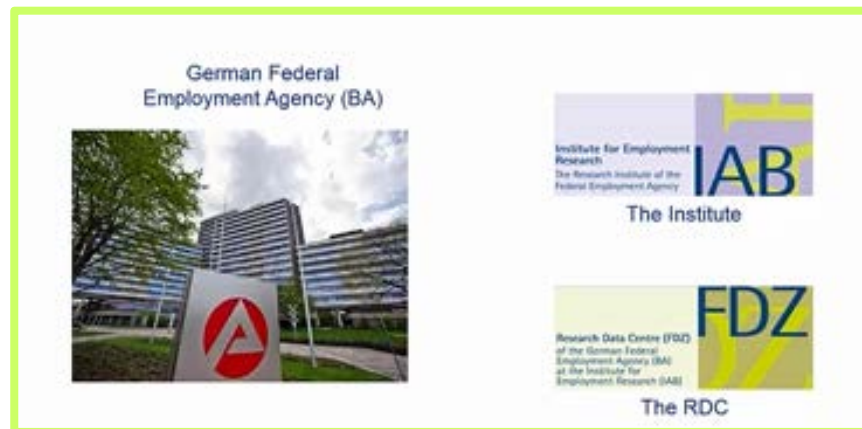 German Federal
Employment Agency (BA)
Institute for Employment
Research
The Research Institute of the
Federal Employment Agency
IAB
The Institute
FDZ
Research Data Centre (FDZ)
of the German Federal
Employment Agency (BA)
at the Institute for
Employment Research (IAB)
The RDC